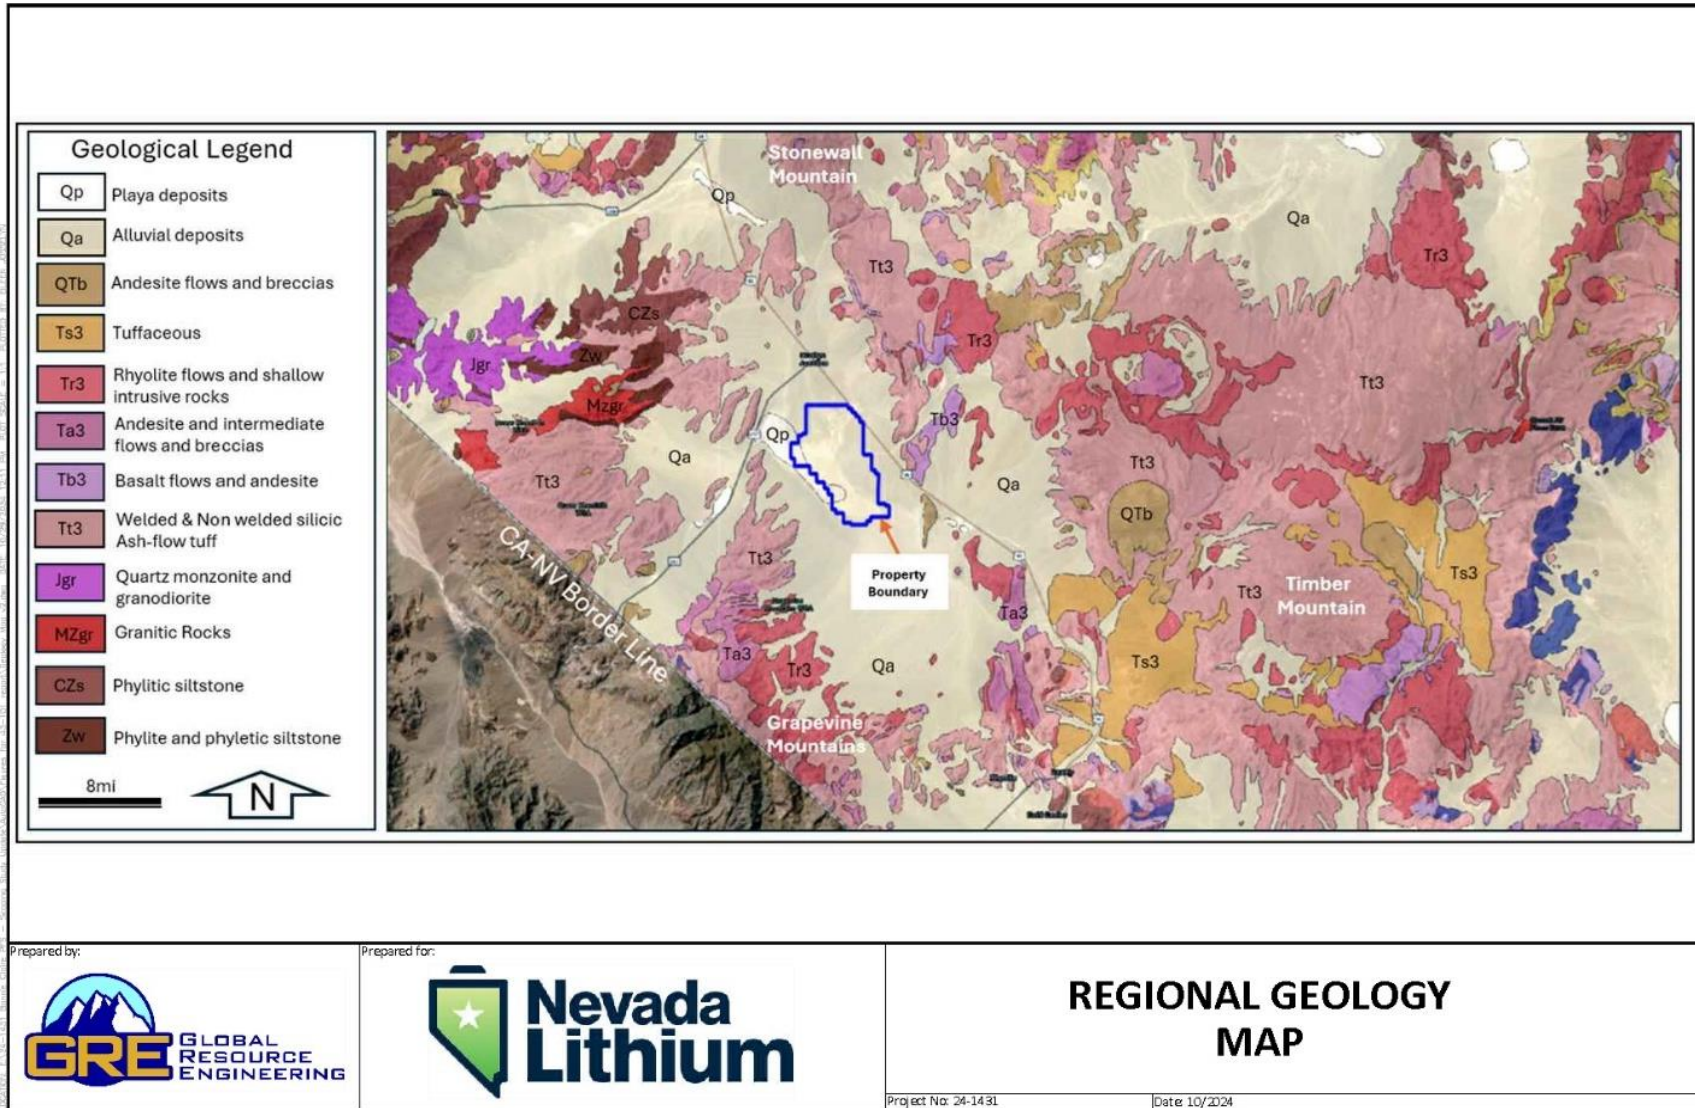 Geological Legend
Qp Playa deposits
Qa Alluvial deposits
QTb Andesite flows and breccias
Ts3 Tuffaceous
Tr3 Rhyolite flows and shallow
intrusive rocks
Ta3 Andesite and intermediate
flows and breccias
Tb3 Basalt flows and andesite
Tt3 Welded & Non welded silicic
Ash-flow tuff
Jgr Quartz monzonite and
granodiorite
MZgr Granitic Rocks
CZs Phylitic siltstone
Zw Phylite and phyletic siltstone
8mi
N
Stonewall
Mountain
Qp
Qa
Tt3
Tr3
CZs
Tr3
Zw
Jgr
Tt3
Mzgr
Tb3
Qp
Qa
Tt3
Tt3
Qa
QTb
CA-NV Border Line
Tt3
Property
Boundary
Ts3
Tt3
Timber
Mountain
Ta3
Ta3
Tr3
Qa
Ts3
Grapevine
Mountains
Prepared by:
GRE GLOBAL
RESOURCE
ENGINEERING
Prepared for:
Nevada
Lithium
REGIONAL GEOLOGY
MAP
Project No: 24-1431
Date: 10/2024